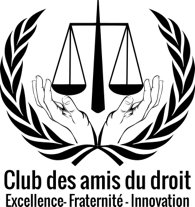 Club des amis du droit
Excellence- Fraternité - Innovation